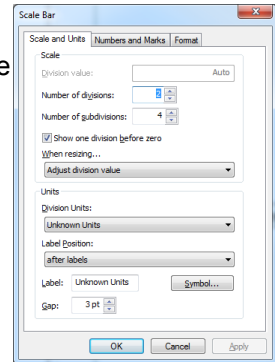 Scale Bar
e
Scale and Units Numbers and Marks Format
Scale
Division value: Auto
Number of divisions: 2
Number of subdivisions: 4
Show one division before zero
When resizing...
Adjust division value
Units
Division Units:
Unknown Units
Label Position:
after labels
Label: Unknown Units Symbol...
Gap: 3 pt
OK Cancel Apply